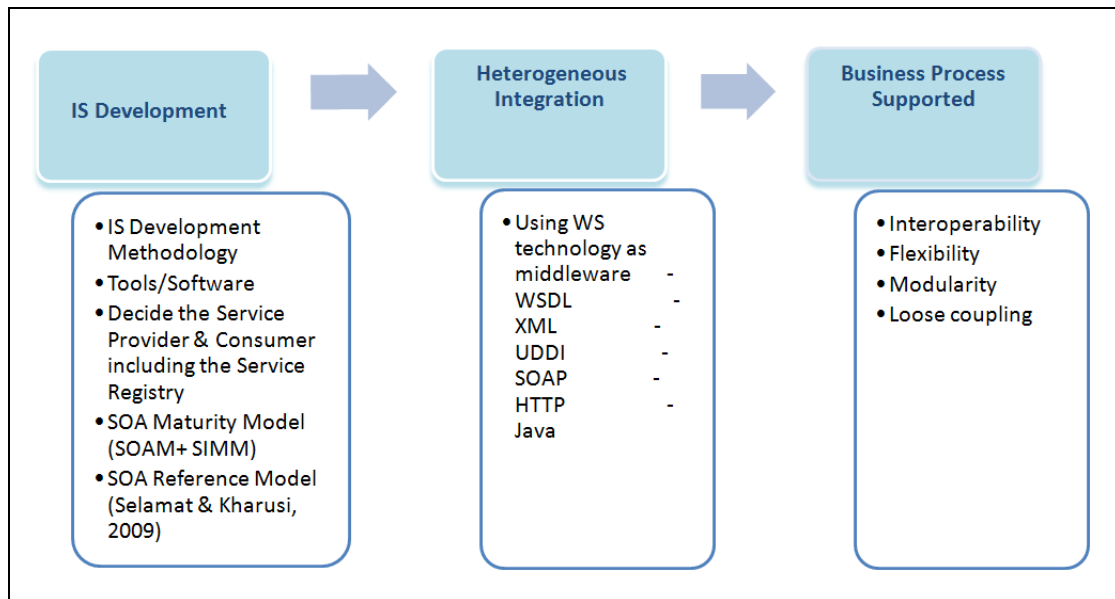 IS Development
•IS Development
Methodology
•Tools/Software
•Decide the Service
Provider & Consumer
including the Service
Registry
•SOA Maturity Model
(SOAM+ SIMM)
•SOA Reference Model
(Selamat & Kharusi,
2009)
Heterogeneous
Integration
•Using WS
technology as
middleware -
WSDL -
XML -
UDDI -
SOAP -
HTTP -
Java
Business Process
Supported
•Interoperability
•Flexibility
•Modularity
•Loose coupling